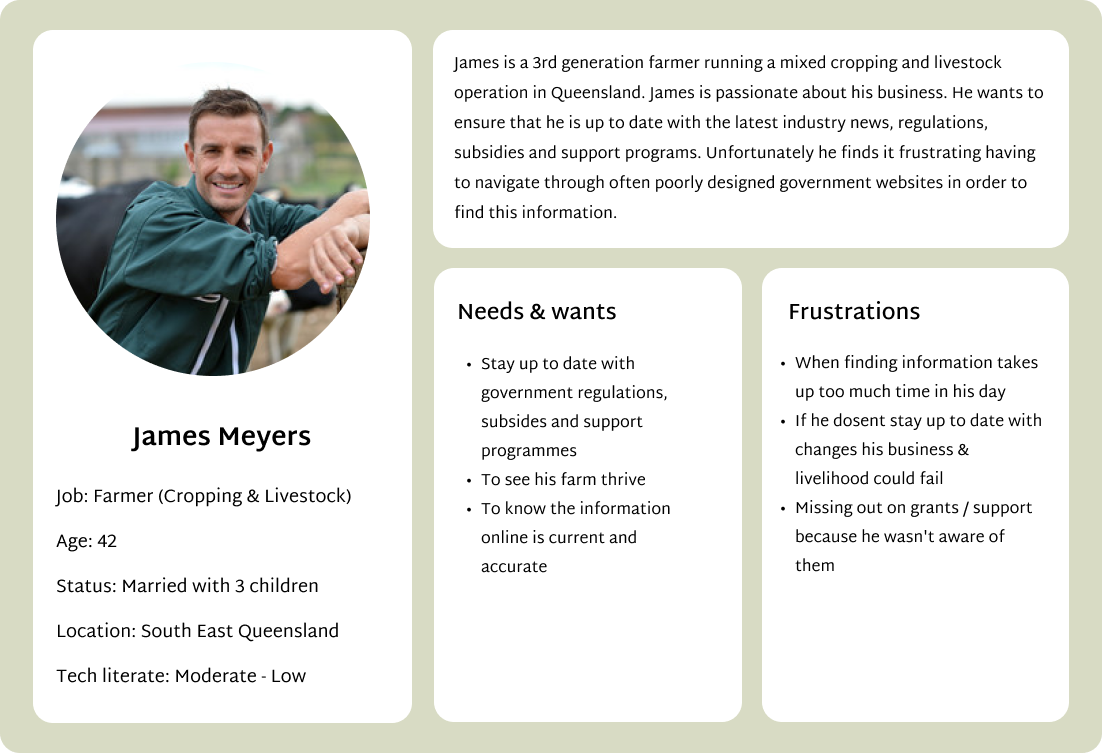 James is a 3rd generation farmer running a mixed cropping and livestock
operation in Queensland. James is passionate about his business. He wants to
ensure that he is up to date with the latest industry news, regulations,
subsidies and support programs. Unfortunately he finds it frustrating having
to navigate through often poorly designed government websites in order to
find this information.
James Meyers
Job: Farmer (Cropping & Livestock)
Age: 42
Status: Married with 3 children
Location: South East Queensland
Tech literate: Moderate - Low
Needs & wants
• Stay up to date with
government regulations,
subsides and support
programmes
• To see his farm thrive
• To know the information
online is current and
accurate
Frustrations
• When finding information takes
up too much time in his day
• If he dosent stay up to date with
changes his business &
livelihood could fail
• Missing out on grants / support
because he wasn't aware of
them